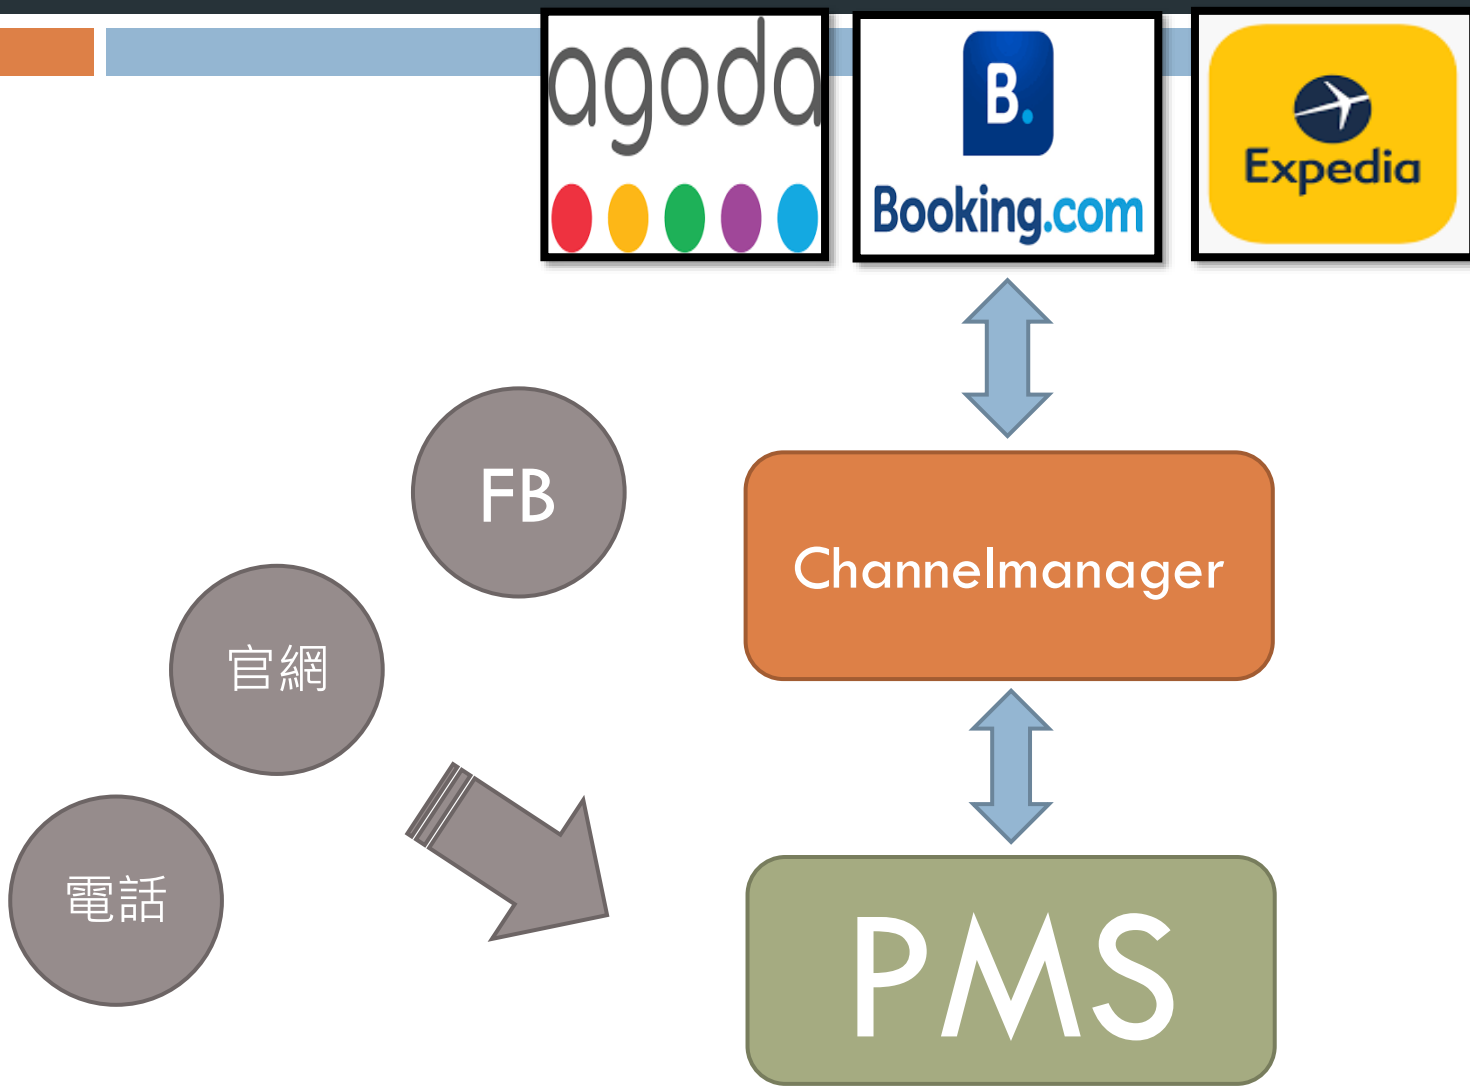 agoda
B.
Booking.com
Expedia
FB
Channelmanager
官網
電話
PMS